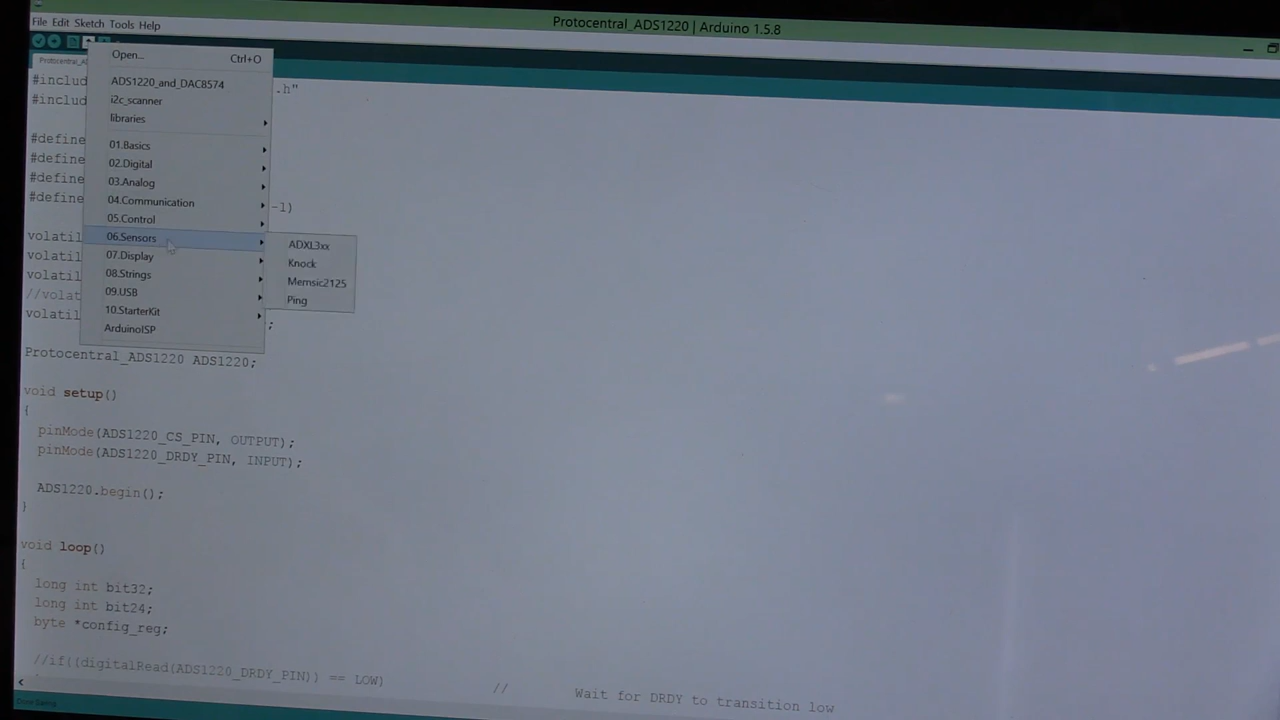 Protocentral_ADS1220 | Arduino 1.5.8
File Edit Sketch Tools Help
Open... Ctrl+O
ADS1220_and_DAC8574
i2c_scanner
libraries
01.Basics
02.Digital
03.Analog
04.Communication
05.Control
06.Sensors
07.Display
08.Strings
09.USB
10.StarterKit
ArduinoISP
ADXL3xx
Knock
Memsic2125
Ping
#includ .h"
#includ
#define
#define
#define
#define -1)
volatil
volatil
volatil
//volat
volatil ;
Protocentral_ADS1220 ADS1220;
void setup()
{
pinMode(ADS1220_CS_PIN, OUTPUT);
pinMode(ADS1220_DRDY_PIN, INPUT);
ADS1220.begin();
}
void loop()
{
long int bit32;
long int bit24;
byte *config_reg;
//if((digitalRead(ADS1220_DRDY_PIN)) == LOW) // Wait for DRDY to transition low